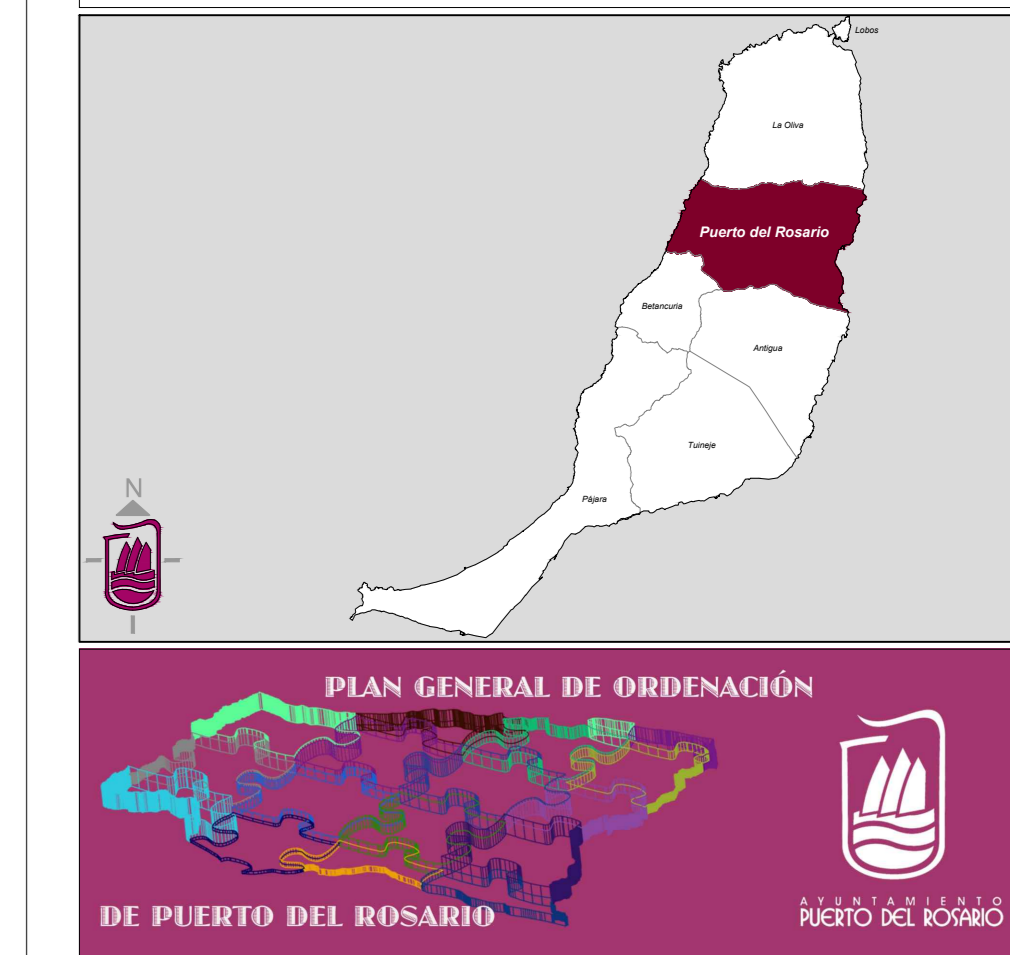 Lobos
La Oliva
Puerto del Rosario
Betancuria
Antigua
Tuineje
Pájara
N
PLAN GENERAL DE ORDENACIÓN
DE PUERTO DEL ROSARIO
AYUNTAMIENTO
PUERTO DEL ROSARIO